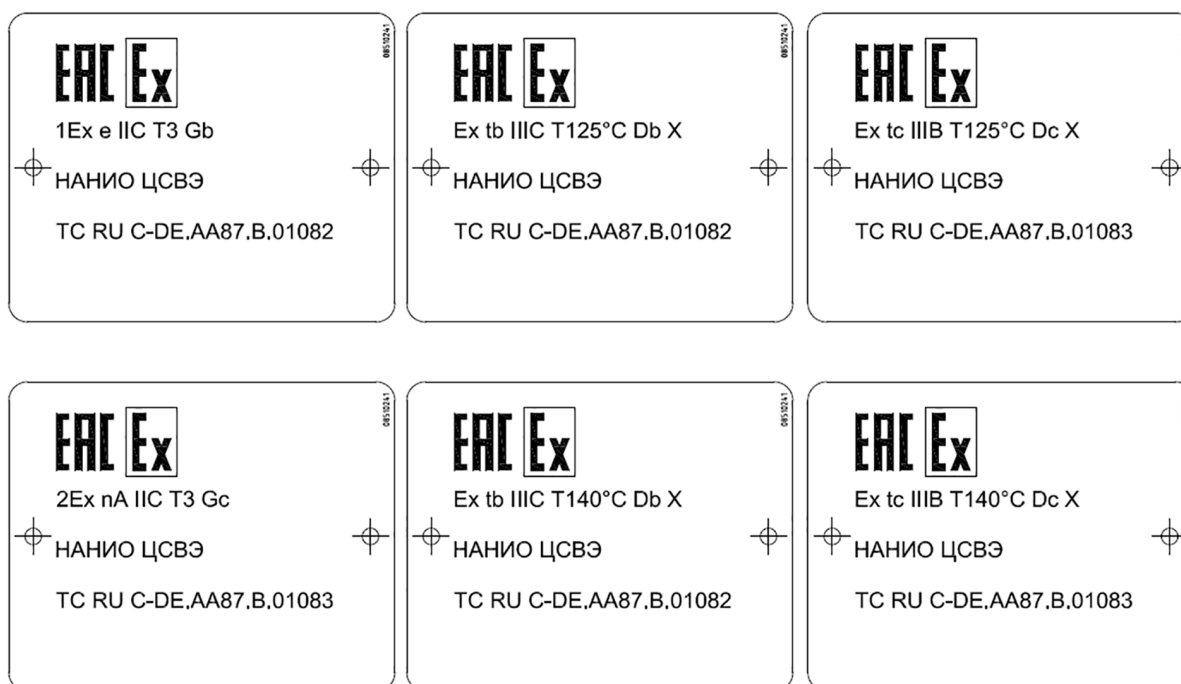 EAC Ex
08510241
1Ex e IIC T3 Gb
НАНИО ЦСВЭ
TC RU C-DE.AA87.B.01082
EAC Ex
08510241
Ex tb IIIC T125°C Db X
НАНИО ЦСВЭ
TC RU C-DE.AA87.B.01082
EAC Ex
Ex tc IIIB T125°C Dc X
НАНИО ЦСВЭ
TC RU C-DE.AA87.B.01083
EAC Ex
08510241
2Ex nA IIC T3 Gc
НАНИО ЦСВЭ
TC RU C-DE.AA87.B.01083
EAC Ex
08510241
Ex tb IIIC T140°C Db X
НАНИО ЦСВЭ
TC RU C-DE.AA87.B.01082
EAC Ex
Ex tc IIIB T140°C Dc X
НАНИО ЦСВЭ
TC RU C-DE.AA87.B.01083